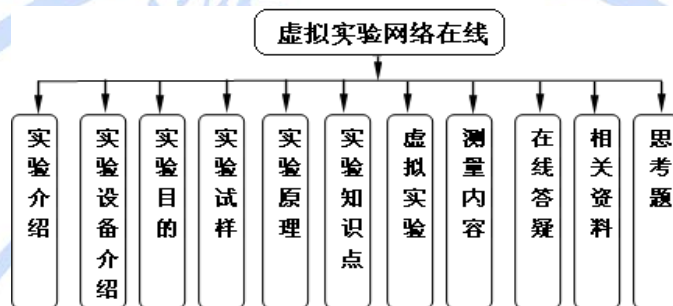 虚拟实验网络在线
实验介绍
实验设备介绍
实验目的
实验试样
实验原理
实验知识点
虚拟实验
测量内容
在线答疑
相关资料
思考题